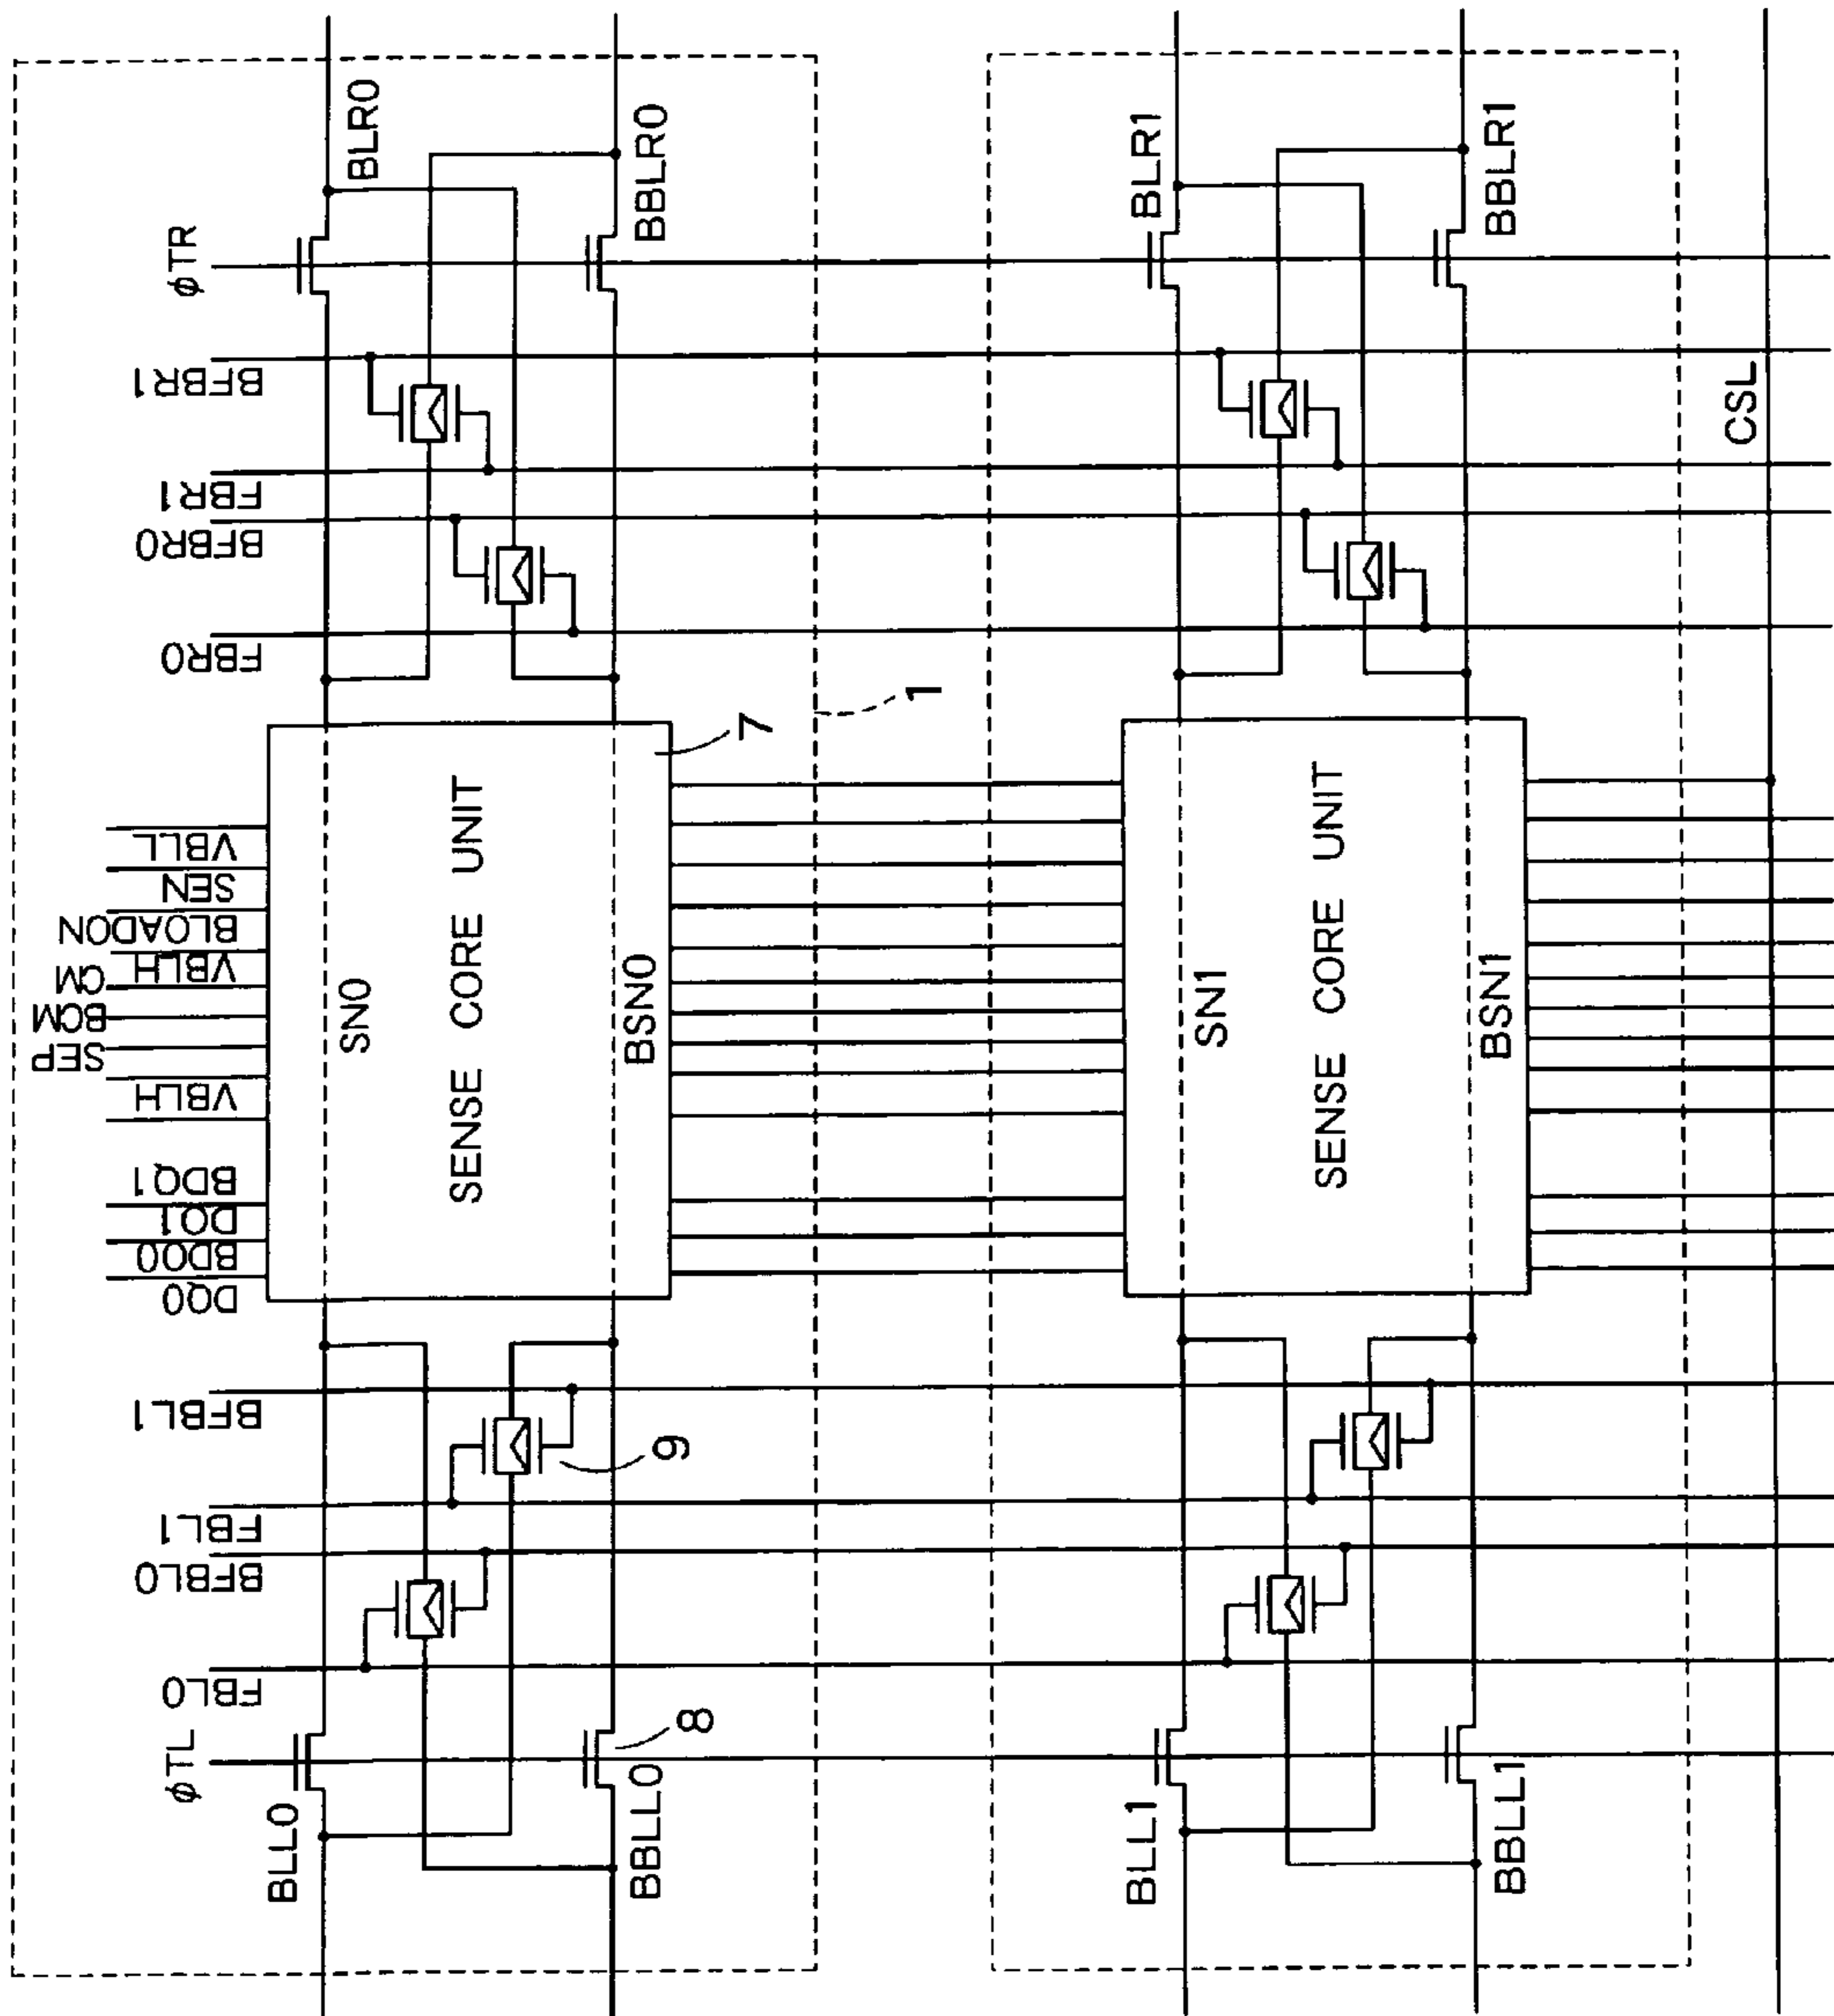 φTL
FBL0
BFBL0
FBL1
BFBL1
DQ0
BDQ0
DQ1
BDQ1
VBLH
SEP
BCM
CM
VBLH
BLOADON
SEN
VBLL
FBR0
BFBR0
FBR1
BFBR1
φTR
BLL0
SN0
BLR0
SENSE CORE UNIT
9
BBLL0
8
BSN0
7
BBLR0
1
BLL1
SN1
BLR1
SENSE CORE UNIT
BBLL1
BSN1
BBLR1
CSL